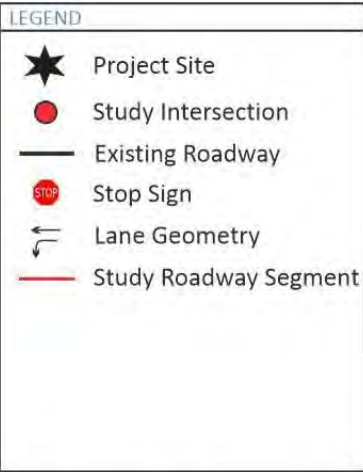 LEGEND
Project Site
Study Intersection
Existing Roadway
STOP Stop Sign
Lane Geometry
Study Roadway Segment